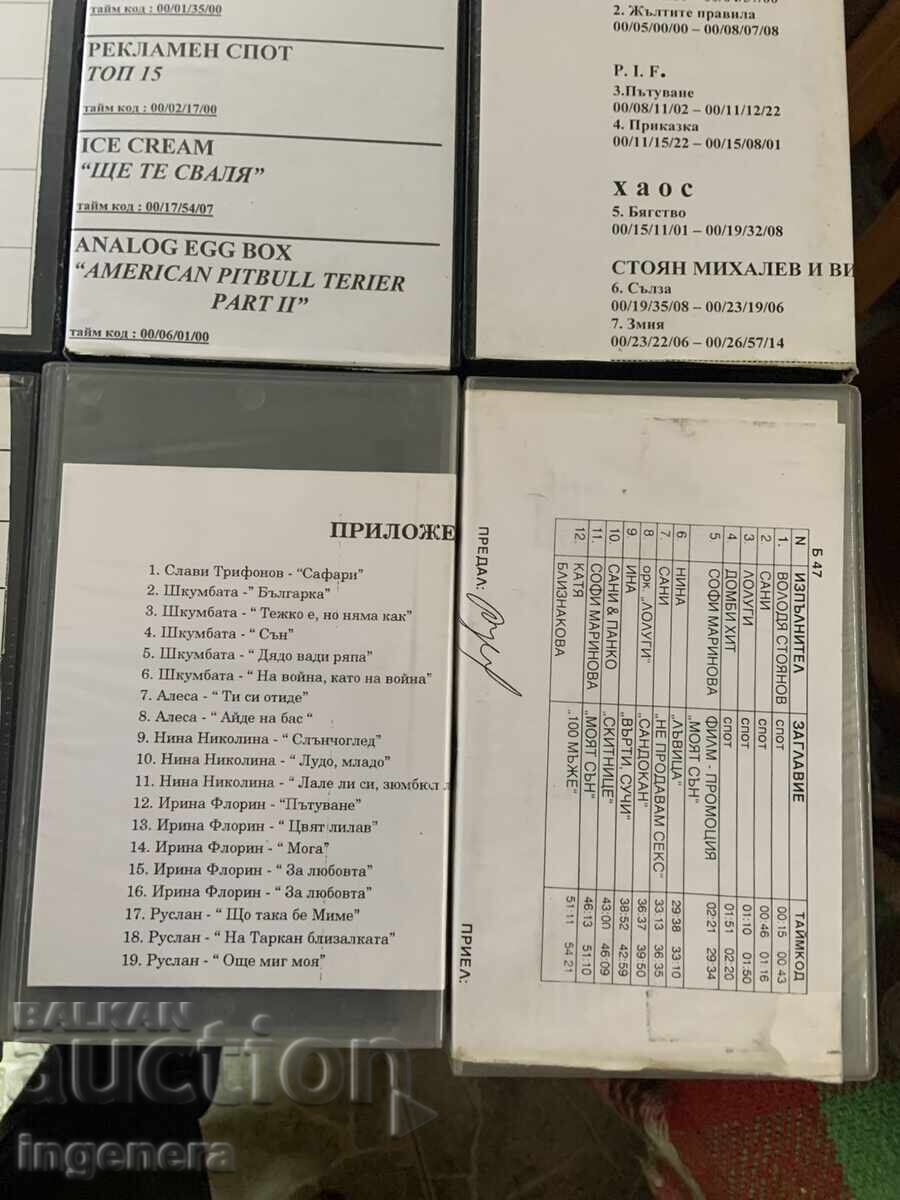 тайм код : 00/01/35/00
РЕКЛАМЕН СПОТ
ТОП 15
тайм код : 00/02/17/00
ICE CREAM
“ЩЕ ТЕ СВАЛЯ”
тайм код : 00/17/54/07
ANALOG EGG BOX
“AMERICAN PITBULL TERIER
PART II”
тайм код : 00/06/01/00
2. Жълтите правила
00/05/00/00 – 00/08/07/08
P.I.F.
3.Пътуване
00/08/11/02 – 00/11/12/22
4. Приказка
00/11/15/22 – 00/15/08/01
хаос
5. Бягство
00/15/11/01 – 00/19/32/08
СТОЯН МИХАЛЕВ И ВИ
6. Сълза
00/19/35/08 – 00/23/19/06
7. Змия
00/23/22/06 – 00/26/57/14
ПРИЛОЖЕ
1. Слави Трифонов - “Сафари”
2. Шкумбата -” Българка”
3. Шкумбата - “ Тежко е, но няма как”
4. Шкумбата - “ Сън”
5. Шкумбата - “ Дядо вади ряпа”
6. Шкумбата - “ На война, като на война”
7. Алеса - “ Ти си отиде”
8. Алеса - “ Айде на бас “
9. Нина Николина - “ Слънчоглед”
10. Нина Николина - “ Лудо, младо”
11. Нина Николина - “ Лале ли си, зюмбюл л
12. Ирина Флорин - “Пътуване”
13. Ирина Флорин - “ Цвят лилав”
14. Ирина Флорин - “ Мога”
15. Ирина Флорин - “ За любовта”
16. Ирина Флорин - “ За любовта”
17. Руслан - “ Що така бе Миме”
18. Руслан - “ На Таркан близалката”
19. Руслан - “ Още миг моя”
Б 47
N ИЗПЪЛНИТЕЛ ЗАГЛАВИЕ ТАЙМКОД
1. ВОЛОДЯ СТОЯНОВ СПОТ 00:15 00:43
2 САНИ СПОТ 00:46 01:16
3 ЛОЛУГИ СПОТ 01:10 01:50
4 ДОМБИ ХИТ СПОТ 01:51 02:20
5 СОФИ МАРИНОВА ФИЛМ - ПРОМОЦИЯ „МОЯТ СЪН” 02:21 29:34
6 НИНА „ЛЪВИЦА” 29:38 33:10
7 САНИ „НЕ ПРОДАВАМ СЕКС” 33:13 36:35
8 орк. „ЛОЛУГИ” „САНДОКАН” 36:37 39:50
9 ИНА „ВЪРТИ, СУЧИ” 38:52 42:59
10 САНИ & ПАНКО „СКИТНИЦЕ” 43:00 46:09
11. СОФИ МАРИНОВА „МОЯТ СЪН” 46:13 51:10
12. КАТЯ БЛИЗНАКОВА „100 МЪЖЕ” 51:11 54:21
ПРЕДАЛ: ПРИЕЛ:
BALKAN
auction
ingenera